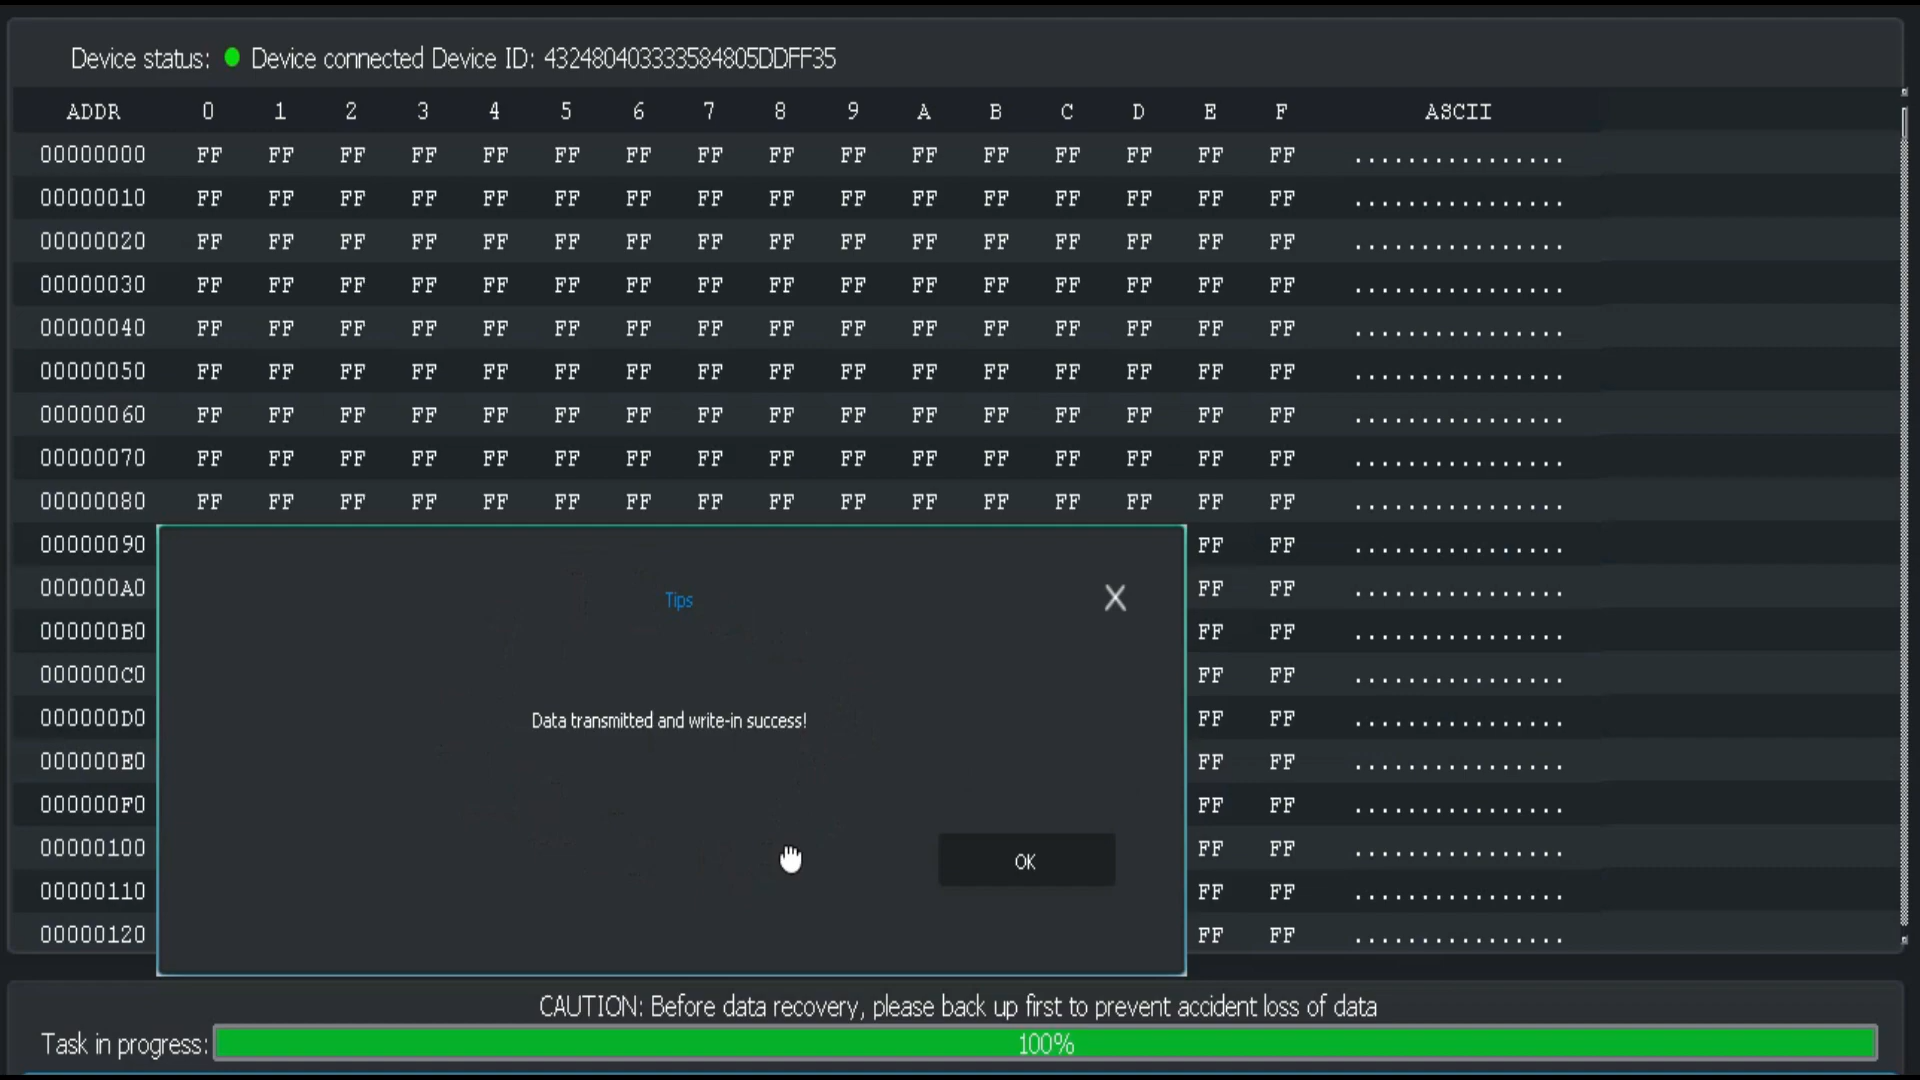 Device status: Device connected Device ID: 432480403333584805DDFF35
ADDR 0 1 2 3 4 5 6 7 8 9 A B C D E F ASCII
00000000 FF FF FF FF FF FF FF FF FF FF FF FF FF FF FF FF ................
00000010 FF FF FF FF FF FF FF FF FF FF FF FF FF FF FF FF ................
00000020 FF FF FF FF FF FF FF FF FF FF FF FF FF FF FF FF ................
00000030 FF FF FF FF FF FF FF FF FF FF FF FF FF FF FF FF ................
00000040 FF FF FF FF FF FF FF FF FF FF FF FF FF FF FF FF ................
00000050 FF FF FF FF FF FF FF FF FF FF FF FF FF FF FF FF ................
00000060 FF FF FF FF FF FF FF FF FF FF FF FF FF FF FF FF ................
00000070 FF FF FF FF FF FF FF FF FF FF FF FF FF FF FF FF ................
00000080 FF FF FF FF FF FF FF FF FF FF FF FF FF FF FF FF ................
00000090 FF FF ................
000000A0 FF FF ................
000000B0 FF FF ................
000000C0 FF FF ................
000000D0 FF FF ................
000000E0 FF FF ................
000000F0 FF FF ................
00000100 FF FF ................
00000110 FF FF ................
00000120 FF FF ................
Tips
X
Data transmitted and write-in success!
OK
CAUTION: Before data recovery, please back up first to prevent accident loss of data
Task in progress: 100%